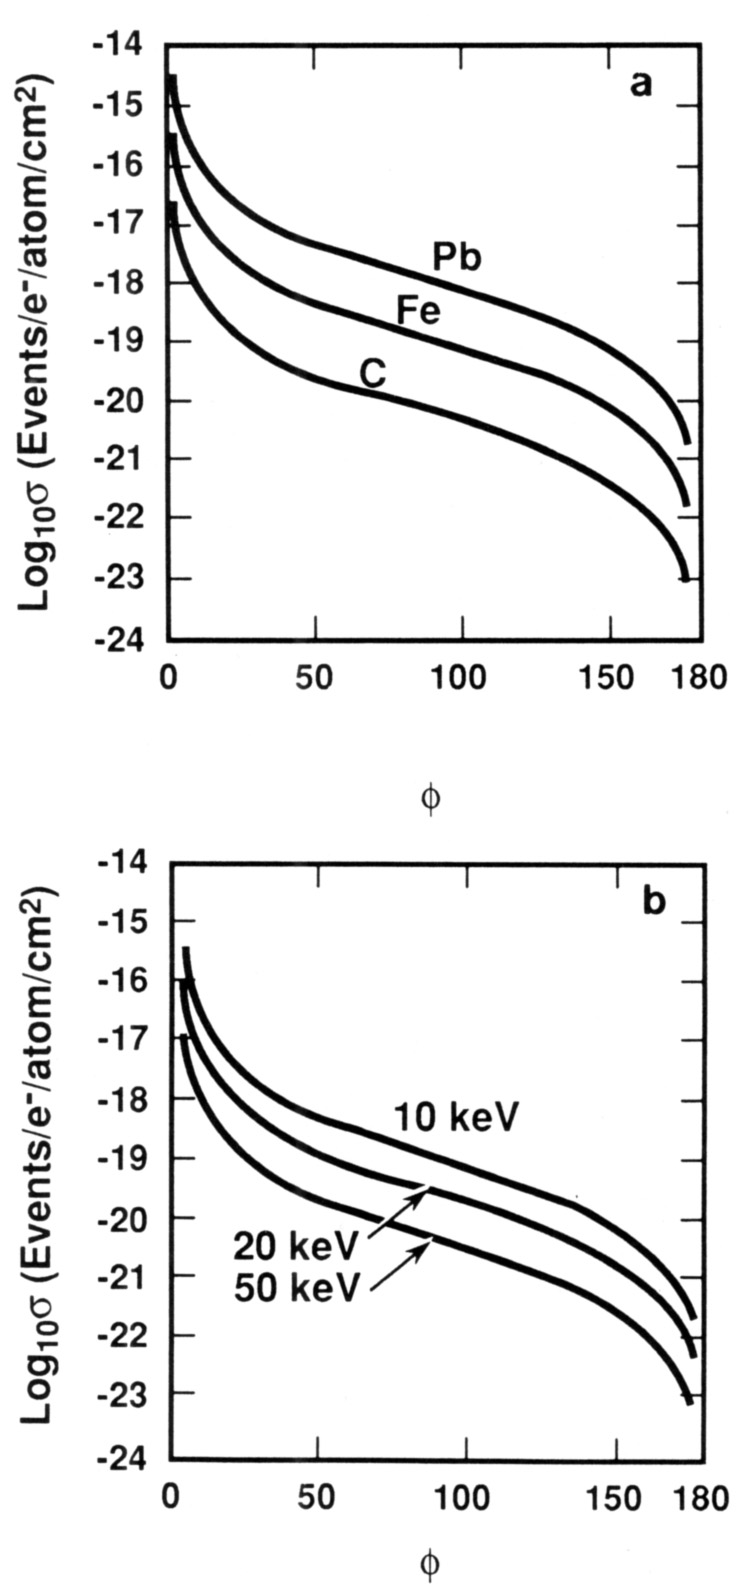 a
Log₁₀σ (Events/e⁻/atom/cm²)
-14
-15
-16
-17
-18
-19
-20
-21
-22
-23
-24
Pb
Fe
C
0 50 100 150 180
ϕ
b
Log₁₀σ (Events/e⁻/atom/cm²)
-14
-15
-16
-17
-18
-19
-20
-21
-22
-23
-24
10 keV
20 keV
50 keV
0 50 100 150 180
ϕ